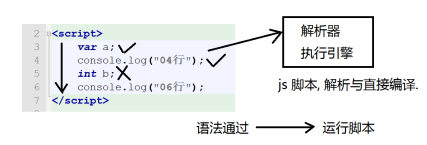 2 <script>
3 var a;
4 console.log("04行");
5 int b;
6 console.log("06行");
7 </script>
解析器
执行引擎
js 脚本, 解析与直接编译.
语法通过
运行脚本